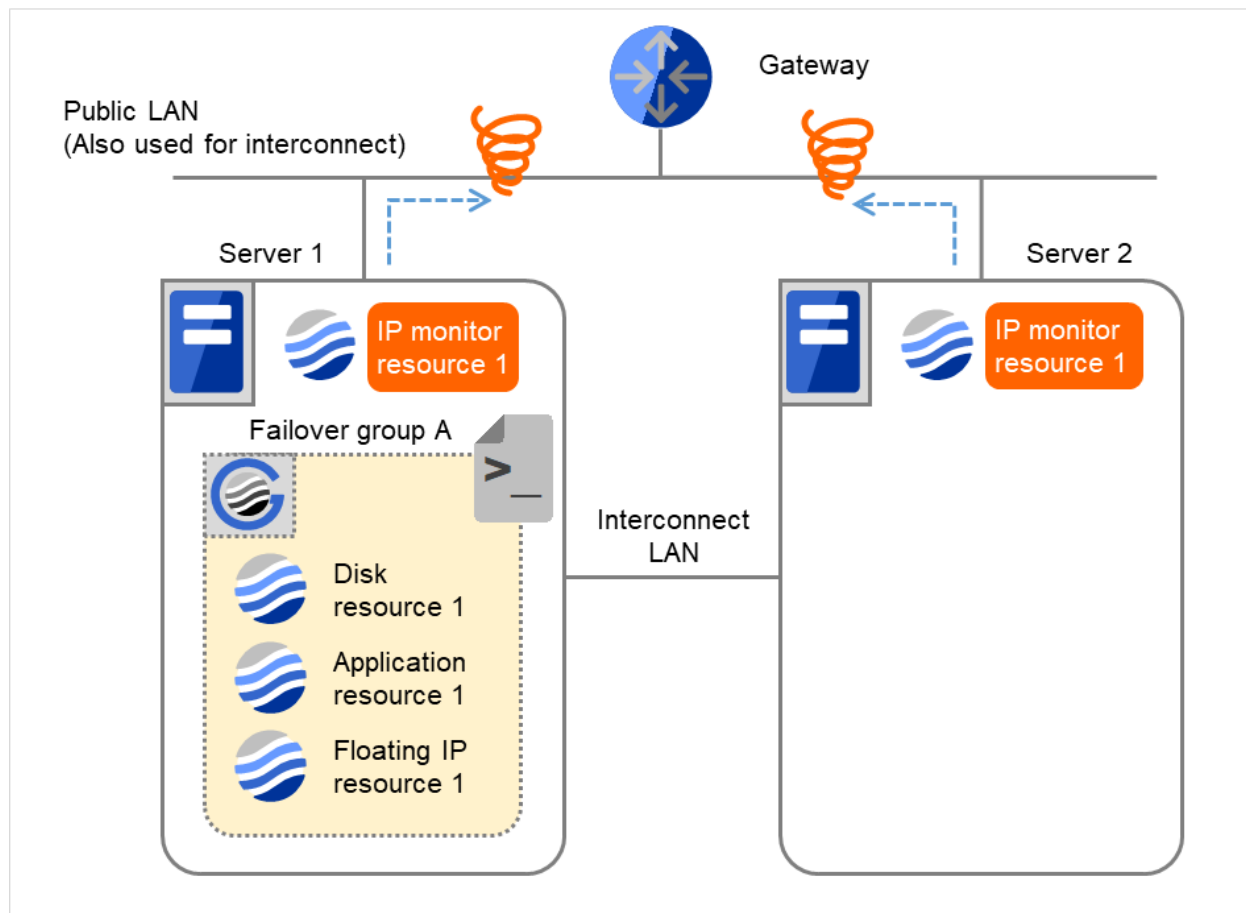 Gateway
Public LAN
(Also used for interconnect)
Server 1
Server 2
IP monitor
resource 1
IP monitor
resource 1
Failover group A
>_
Interconnect
LAN
Disk
resource 1
Application
resource 1
Floating IP
resource 1